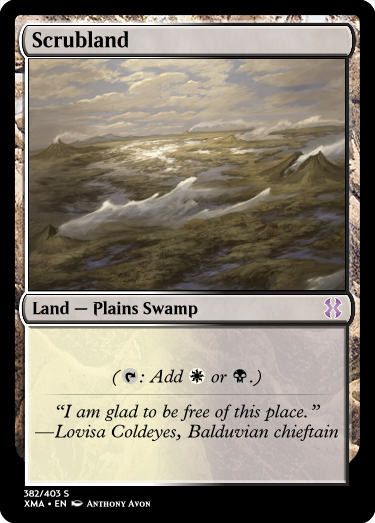 Scrubland
Land — Plains Swamp
(: Add or .)
“I am glad to be free of this place.”
—Lovisa Coldeyes, Balduvian chieftain
382/403 S
XMA • EN Anthony Avon